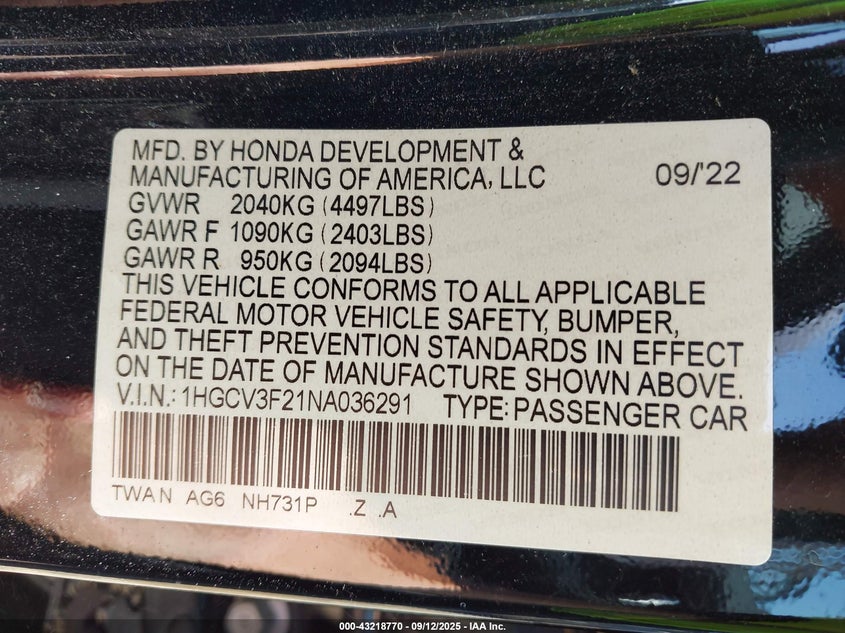 MFD. BY HONDA DEVELOPMENT &
MANUFACTURING OF AMERICA, LLC 09/'22
GVWR 2040KG (4497LBS)
GAWR F 1090KG (2403LBS)
GAWR R 950KG (2094LBS)
THIS VEHICLE CONFORMS TO ALL APPLICABLE
FEDERAL MOTOR VEHICLE SAFETY, BUMPER,
AND THEFT PREVENTION STANDARDS IN EFFECT
ON THE DATE OF MANUFACTURE SHOWN ABOVE.
V.I.N.: 1HGCV3F21NA036291 TYPE: PASSENGER CAR
TWAN AG6 NH731P .Z .A
000-43218770 - 09/12/2025 - IAA Inc.